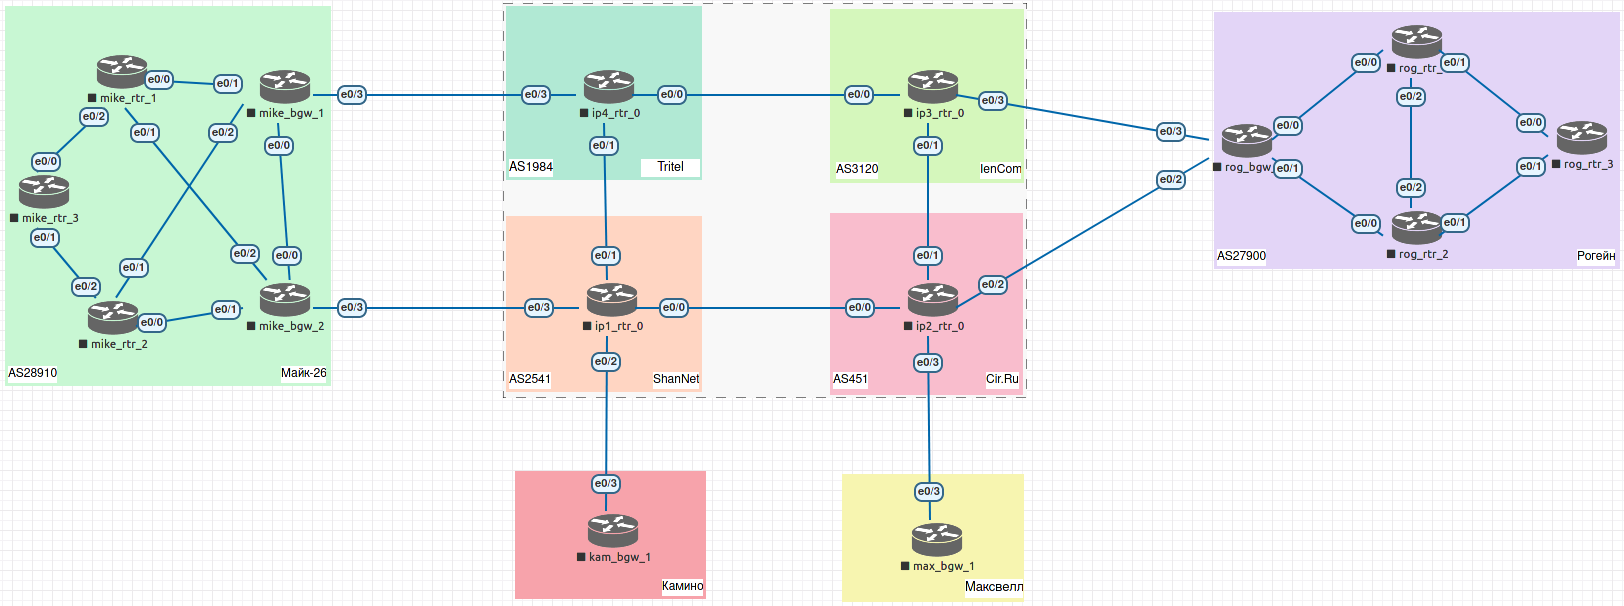 mike_rtr_1
e0/0
e0/1
e0/2
e0/1
mike_bgw_1
e0/3
e0/2
e0/0
e0/0
mike_rtr_3
e0/1
e0/1
e0/2
e0/0
e0/2
mike_rtr_2
e0/0
e0/1
mike_bgw_2
e0/3
AS28910
Майк-26
e0/3
ip4_rtr_0
e0/0
e0/1
AS1984
Tritel
e0/0
ip3_rtr_0
e0/3
e0/1
AS3120
lenCom
e0/1
e0/3
ip1_rtr_0
e0/0
e0/2
AS2541
ShanNet
e0/1
e0/0
ip2_rtr_0
e0/2
e0/3
AS451
Cir.Ru
e0/3
e0/2
rog_bgw_
e0/0
e0/1
rog_rtr_
e0/0
e0/1
e0/2
e0/0
e0/1
rog_rtr_3
e0/2
e0/0
e0/1
rog_rtr_2
AS27900
Рогейн
e0/3
kam_bgw_1
Камино
e0/3
max_bgw_1
Максвелл